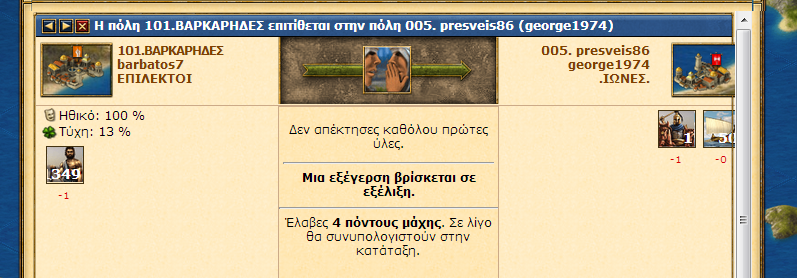 Η πόλη 101.ΒΑΡΚΑΡΗΔΕΣ επιτίθεται στην πόλη 005. presveis86 (george1974)
101.ΒΑΡΚΑΡΗΔΕΣ
barbatos7
ΕΠΙΛΕΚΤΟΙ
005. presveis86
george1974
.ΙΩΝΕΣ.
Ηθικό: 100 %
Τύχη: 13 %
1349
-1
Δεν απέκτησες καθόλου πρώτες
ύλες.
Μια εξέγερση βρίσκεται σε
εξέλιξη.
Έλαβες 4 πόντους μάχης. Σε λίγο
θα συνυπολογιστούν στην
κατάταξη.
1
-1
-0